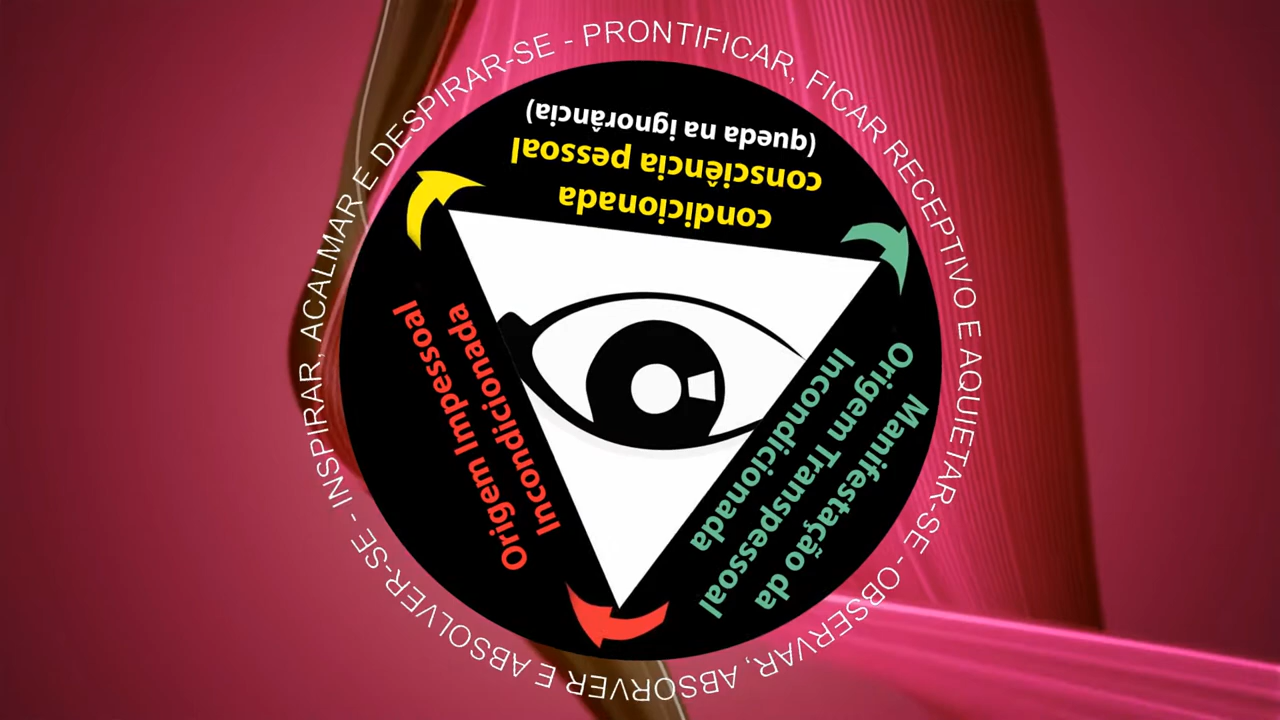 INSPIRAR, ACALMAR E DESPIRAR-SE - PRONTIFICAR, FICAR RECEPTIVO E AQUIETAR-SE - OBSERVAR, ABSORVER E ABSOLVER-SE -
condicionada
consciência pessoal
(queda na ignorância)
Manifestação da
Origem Transpessoal
Incondicionada
Origem Impessoal
Incondicionada